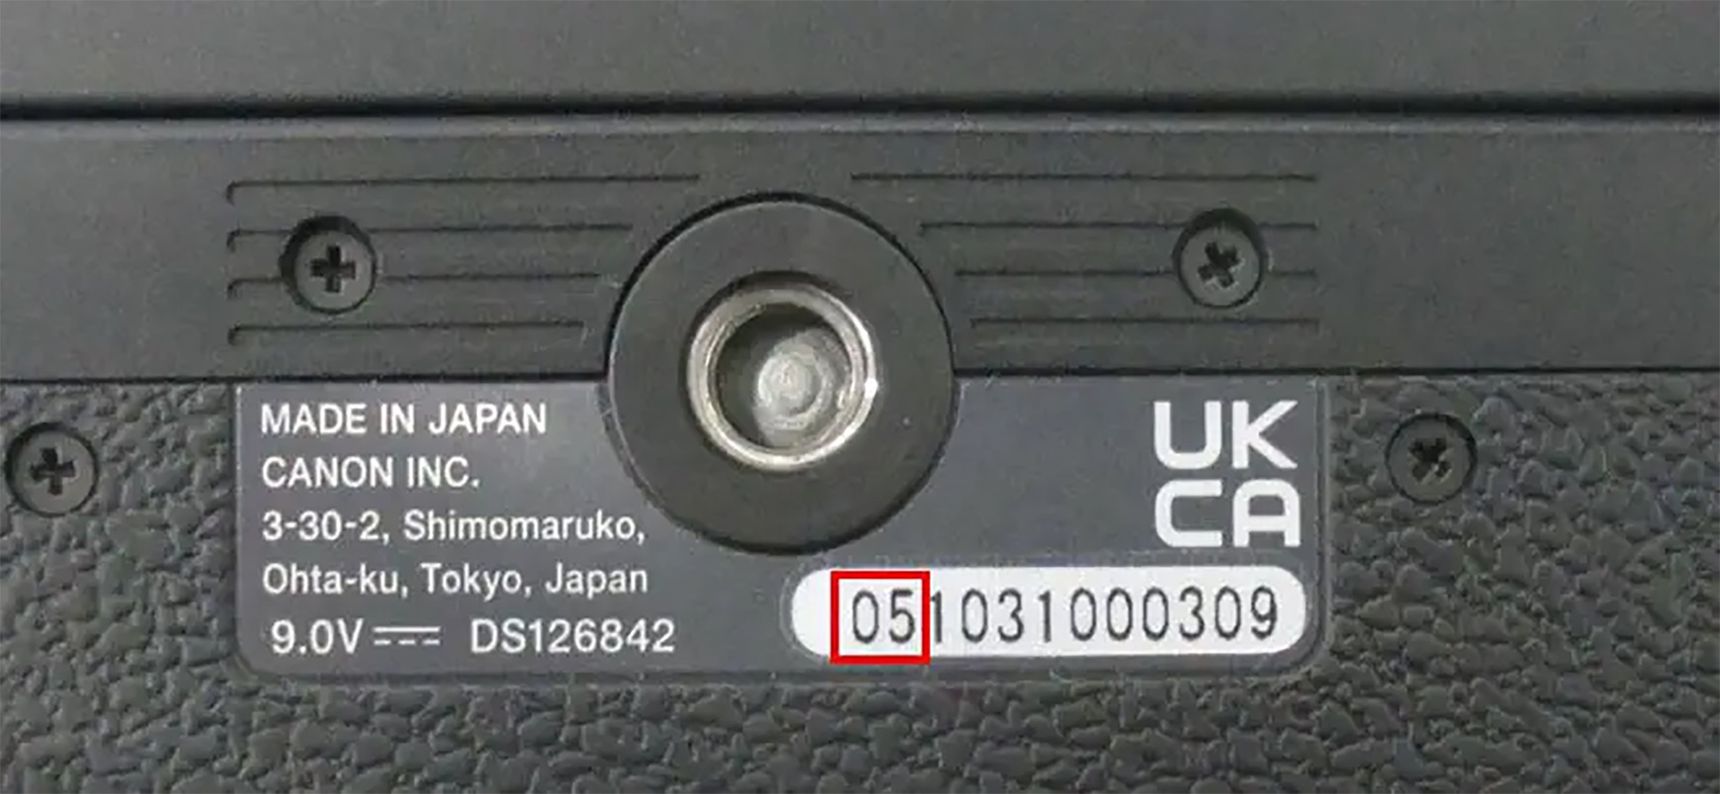 MADE IN JAPAN
CANON INC.
3-30-2, Shimomaruko,
Ohta-ku, Tokyo, Japan
9.0V DS126842
UK
CA
051031000309